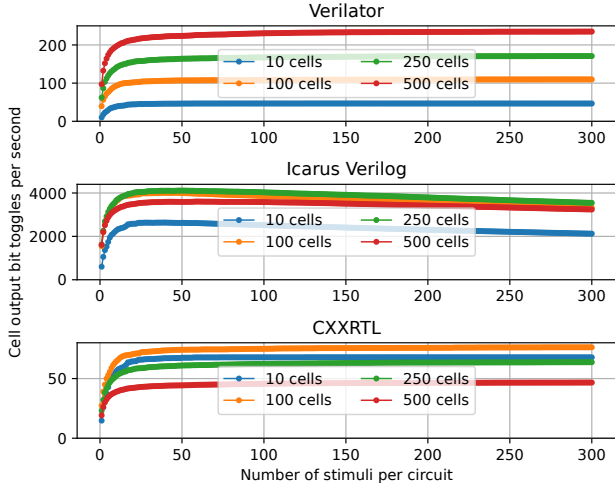 Verilator
200
100
0
10 cells
100 cells
250 cells
500 cells
0 50 100 150 200 250 300
Icarus Verilog
4000
2000
0
10 cells
100 cells
250 cells
500 cells
0 50 100 150 200 250 300
CXXRTL
50
0
10 cells
100 cells
250 cells
500 cells
0 50 100 150 200 250 300
Number of stimuli per circuit
Cell output bit toggles per second